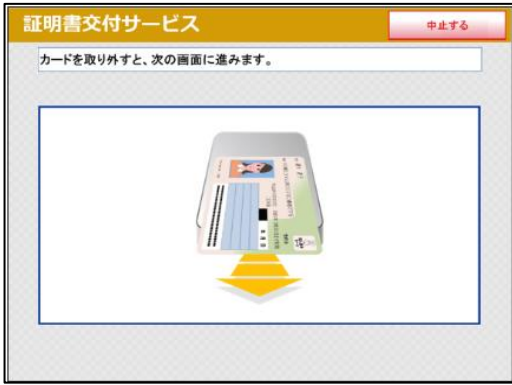 証明書交付サービス
中止する
カードを取り外すと、次の画面に進みます。